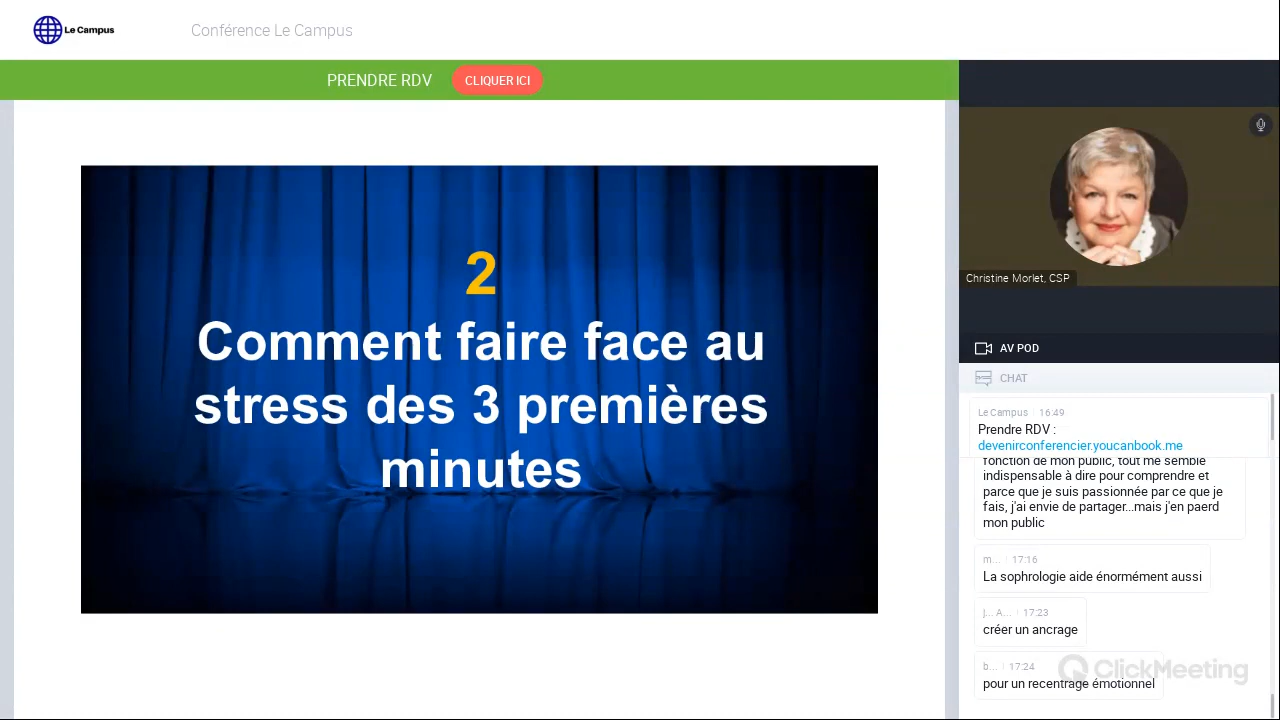 Le Campus
Conférence Le Campus
PRENDRE RDV
CLIQUER ICI
2
Comment faire face au
stress des 3 premières
minutes
Christine Morlet, CSP
AV POD
CHAT
Le Campus 16:49
Prendre RDV :
devenirconferencier.youcanbook.me
fonction de mon public, tout me semble
indispensable à dire pour comprendre et
parce que je suis passionnée par ce que je
fais, j'ai envie de partager...mais j'en paerd
mon public
m... 17:16
La sophrologie aide énormément aussi
j... A... 17:23
créer un ancrage
b... 17:24
pour un recentrage émotionnel
ClickMeeting